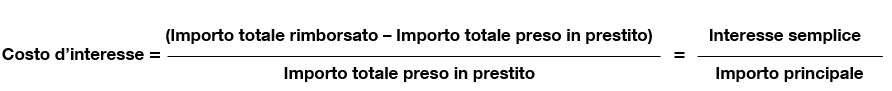 (Importo totale rimborsato – Importo totale preso in prestito) Interesse semplice
Costo d’interesse = =
Importo totale preso in prestito Importo principale